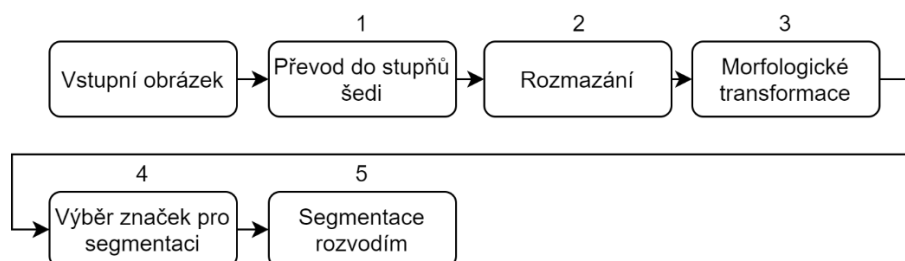 1
2
3
Vstupní obrázek
Převod do stupňů
šedi
Rozmazání
Morfologické
transformace
4
5
Výběr značek pro
segmentaci
Segmentace
rozvodím